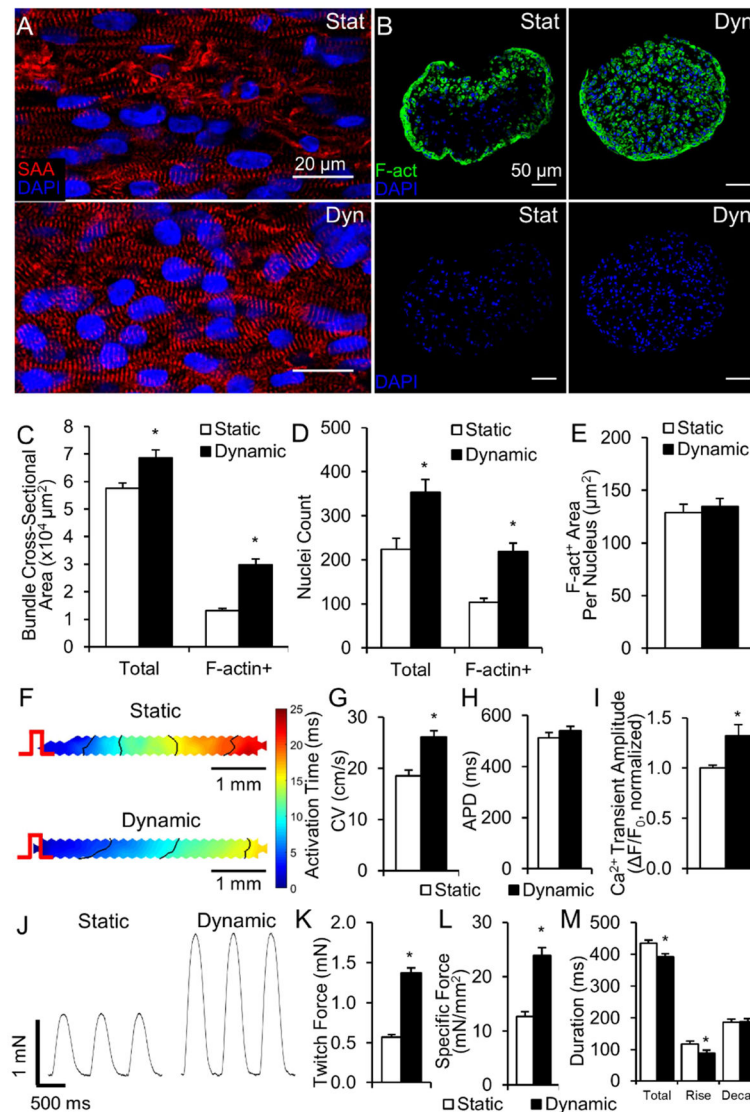 A
Stat
SAA
DAPI
20 µm
Dyn
B
Stat
F-act
DAPI
50 µm
Dyn
Stat
DAPI
Dyn
C
Bundle Cross-Sectional
Area (x10⁴ µm²)
8
7
6
5
4
3
2
1
0
Static
Dynamic
*
*
Total
F-actin+
D
Nuclei Count
500
400
300
200
100
0
Static
Dynamic
*
*
Total
F-actin+
E
F-act⁺ Area
Per Nucleus (µm²)
200
150
100
50
0
Static
Dynamic
F
Static
1 mm
Dynamic
1 mm
25
20
15
10
5
0
Activation Time (ms)
G
CV (cm/s)
30
20
10
0
*
H
APD (ms)
600
400
200
0
I
Ca²⁺ Transient Amplitude
(ΔF/F₀, normalized)
1.5
1.0
0.5
0.0
*
Static
Dynamic
J
Static
Dynamic
1 mN
500 ms
K
Twitch Force (mN)
2.0
1.5
1.0
0.5
0.0
*
L
Specific Force
(mN/mm²)
30
20
10
0
*
Static
Dynamic
M
Duration (ms)
500
400
300
200
100
0
*
*
Total
Rise
Deca